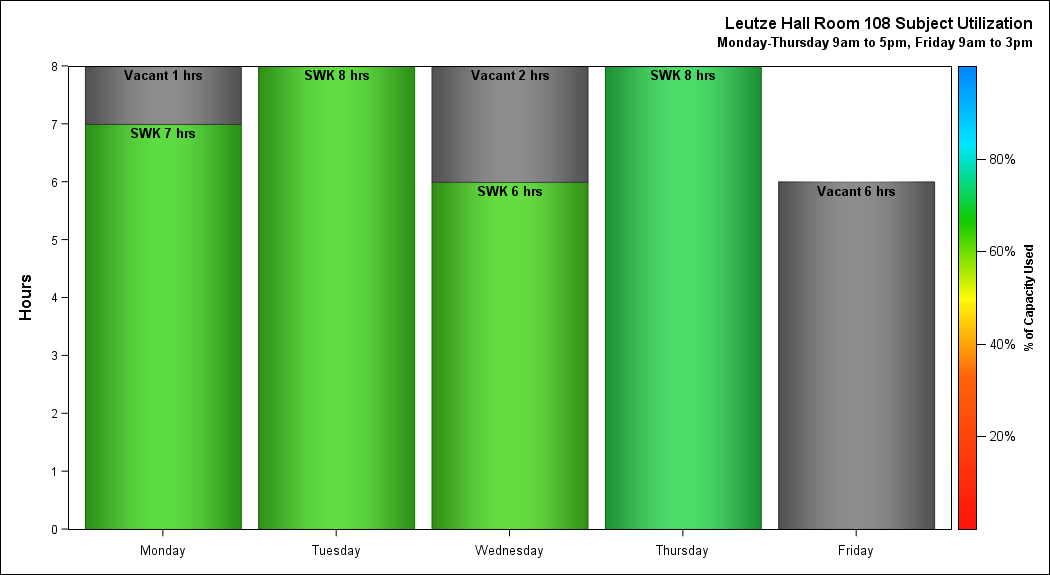 Leutze Hall Room 108 Subject Utilization
Monday-Thursday 9am to 5pm, Friday 9am to 3pm
Hours
8
7
6
5
4
3
2
1
0
Vacant 1 hrs
SWK 7 hrs
SWK 8 hrs
Vacant 2 hrs
SWK 6 hrs
SWK 8 hrs
Vacant 6 hrs
Monday
Tuesday
Wednesday
Thursday
Friday
80%
60%
40%
20%
% of Capacity Used